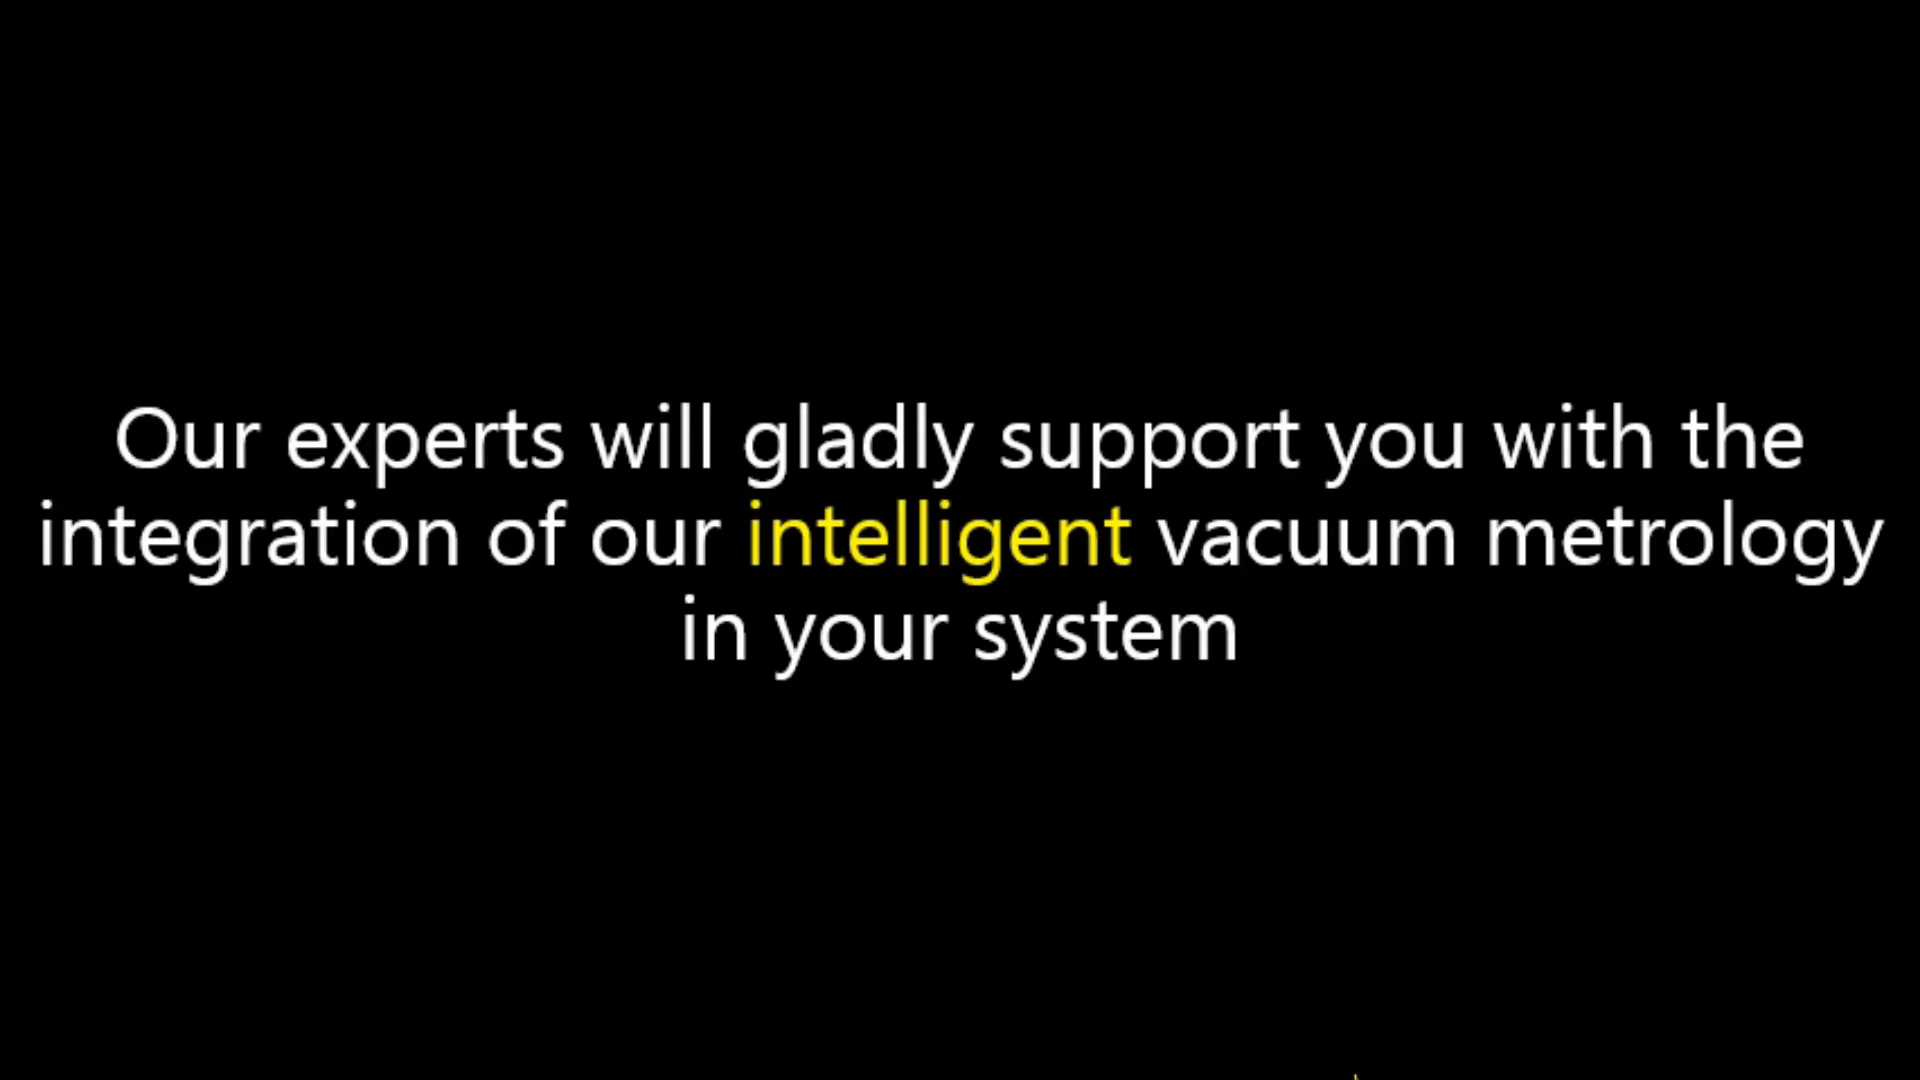 Our experts will gladly support you with the
integration of our intelligent vacuum metrology
in your system